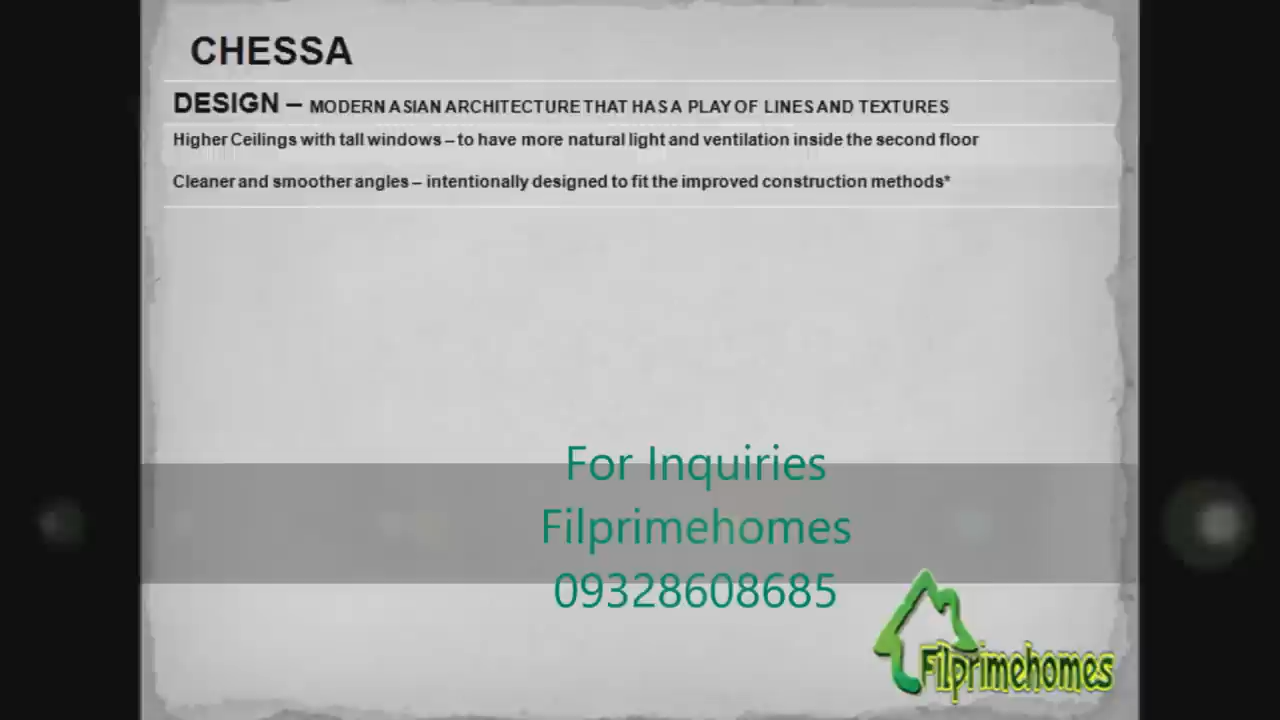 CHESSA
DESIGN – MODERN ASIAN ARCHITECTURE THAT HAS A PLAY OF LINES AND TEXTURES
Higher Ceilings with tall windows – to have more natural light and ventilation inside the second floor
Cleaner and smoother angles – intentionally designed to fit the improved construction methods*
For Inquiries
Filprimehomes
09328608685
Filprimehomes